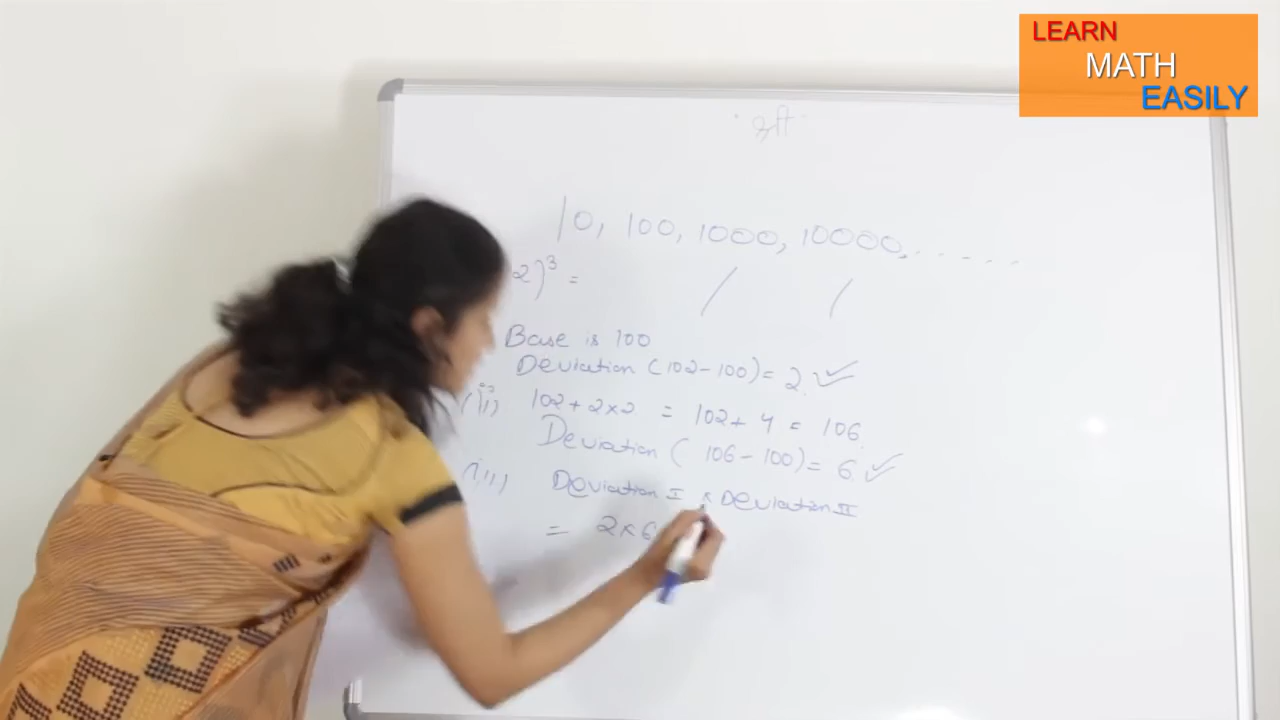 LEARN
MATH
EASILY
10, 100, 1000, 10000, . . . . . .
2)³ =
/ /
Base is 100
Deviation (102-100) = 2 ✓
(ii) 102 + 2×2 = 102 + 4 = 106
Deviation ( 106 - 100) = 6 ✓
(iii) Deviation I × Deviation II
= 2×6